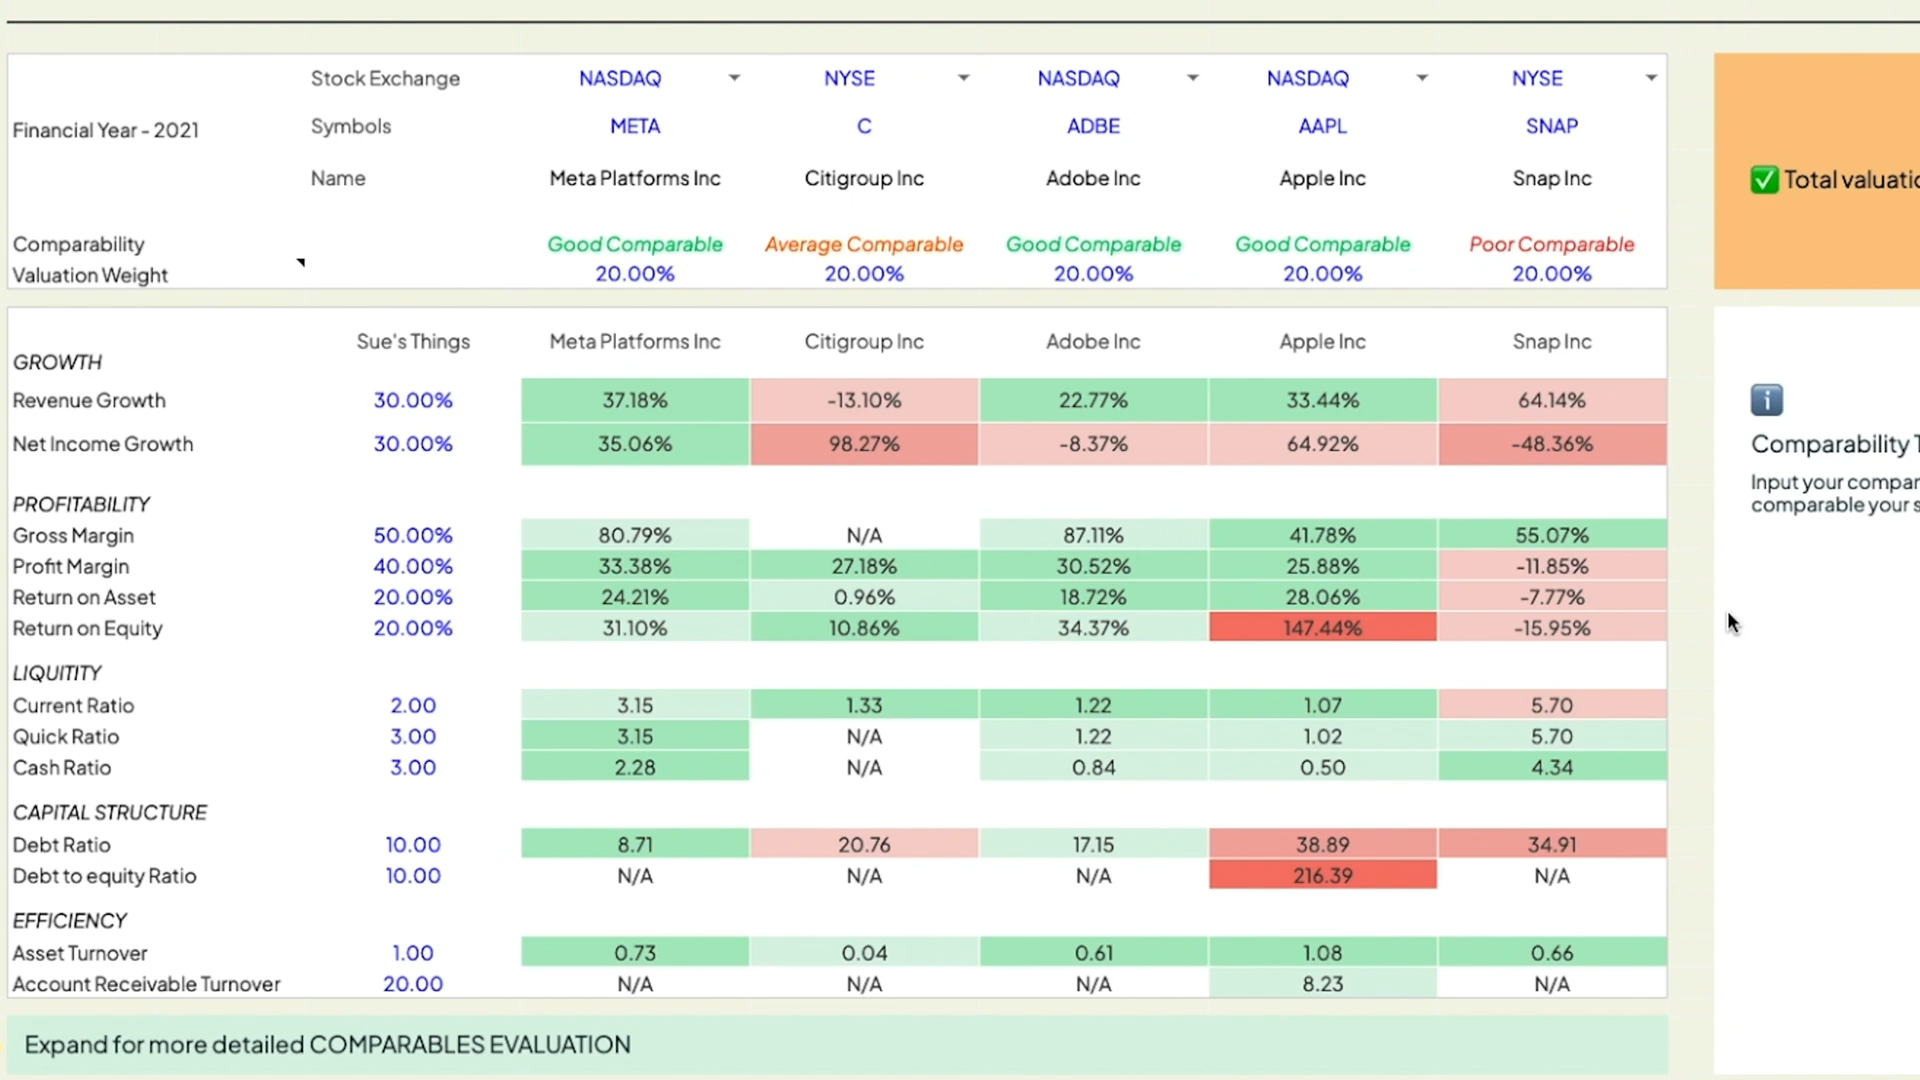 Stock Exchange NASDAQ NYSE NASDAQ NASDAQ NYSE
Financial Year - 2021 Symbols META C ADBE AAPL SNAP
Name Meta Platforms Inc Citigroup Inc Adobe Inc Apple Inc Snap Inc
Comparability Good Comparable Average Comparable Good Comparable Good Comparable Poor Comparable
Valuation Weight 20.00% 20.00% 20.00% 20.00% 20.00%
Total
Sue's Things Meta Platforms Inc Citigroup Inc Adobe Inc Apple Inc Snap Inc
GROWTH
Revenue Growth 30.00% 37.18% -13.10% 22.77% 33.44% 64.14%
Net Income Growth 30.00% 35.06% 98.27% -8.37% 64.92% -48.36%
PROFITABILITY
Gross Margin 50.00% 80.79% N/A 87.11% 41.78% 55.07%
Profit Margin 40.00% 33.38% 27.18% 30.52% 25.88% -11.85%
Return on Asset 20.00% 24.21% 0.96% 18.72% 28.06% -7.77%
Return on Equity 20.00% 31.10% 10.86% 34.37% 147.44% -15.95%
LIQUITITY
Current Ratio 2.00 3.15 1.33 1.22 1.07 5.70
Quick Ratio 3.00 3.15 N/A 1.22 1.02 5.70
Cash Ratio 3.00 2.28 N/A 0.84 0.50 4.34
CAPITAL STRUCTURE
Debt Ratio 10.00 8.71 20.76 17.15 38.89 34.91
Debt to equity Ratio 10.00 N/A N/A N/A 216.39 N/A
EFFICIENCY
Asset Turnover 1.00 0.73 0.04 0.61 1.08 0.66
Account Receivable Turnover 20.00 N/A N/A N/A 8.23 N/A
Expand for more detailed COMPARABLES EVALUATION
i
Comparability
Input your
comparable your